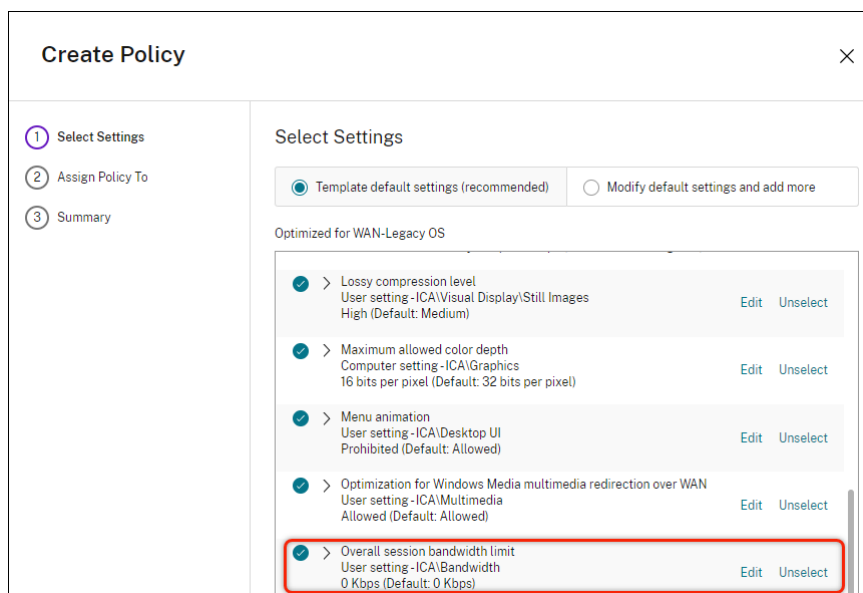 Create Policy
1 Select Settings
2 Assign Policy To
3 Summary
Select Settings
Template default settings (recommended)
Modify default settings and add more
Optimized for WAN-Legacy OS
Lossy compression level
User setting - ICA\Visual Display\Still Images
High (Default: Medium)
Edit Unselect
Maximum allowed color depth
Computer setting - ICA\Graphics
16 bits per pixel (Default: 32 bits per pixel)
Edit Unselect
Menu animation
User setting - ICA\Desktop UI
Prohibited (Default: Allowed)
Edit Unselect
Optimization for Windows Media multimedia redirection over WAN
User setting - ICA\Multimedia
Allowed (Default: Allowed)
Edit Unselect
Overall session bandwidth limit
User setting - ICA\Bandwidth
0 Kbps (Default: 0 Kbps)
Edit Unselect